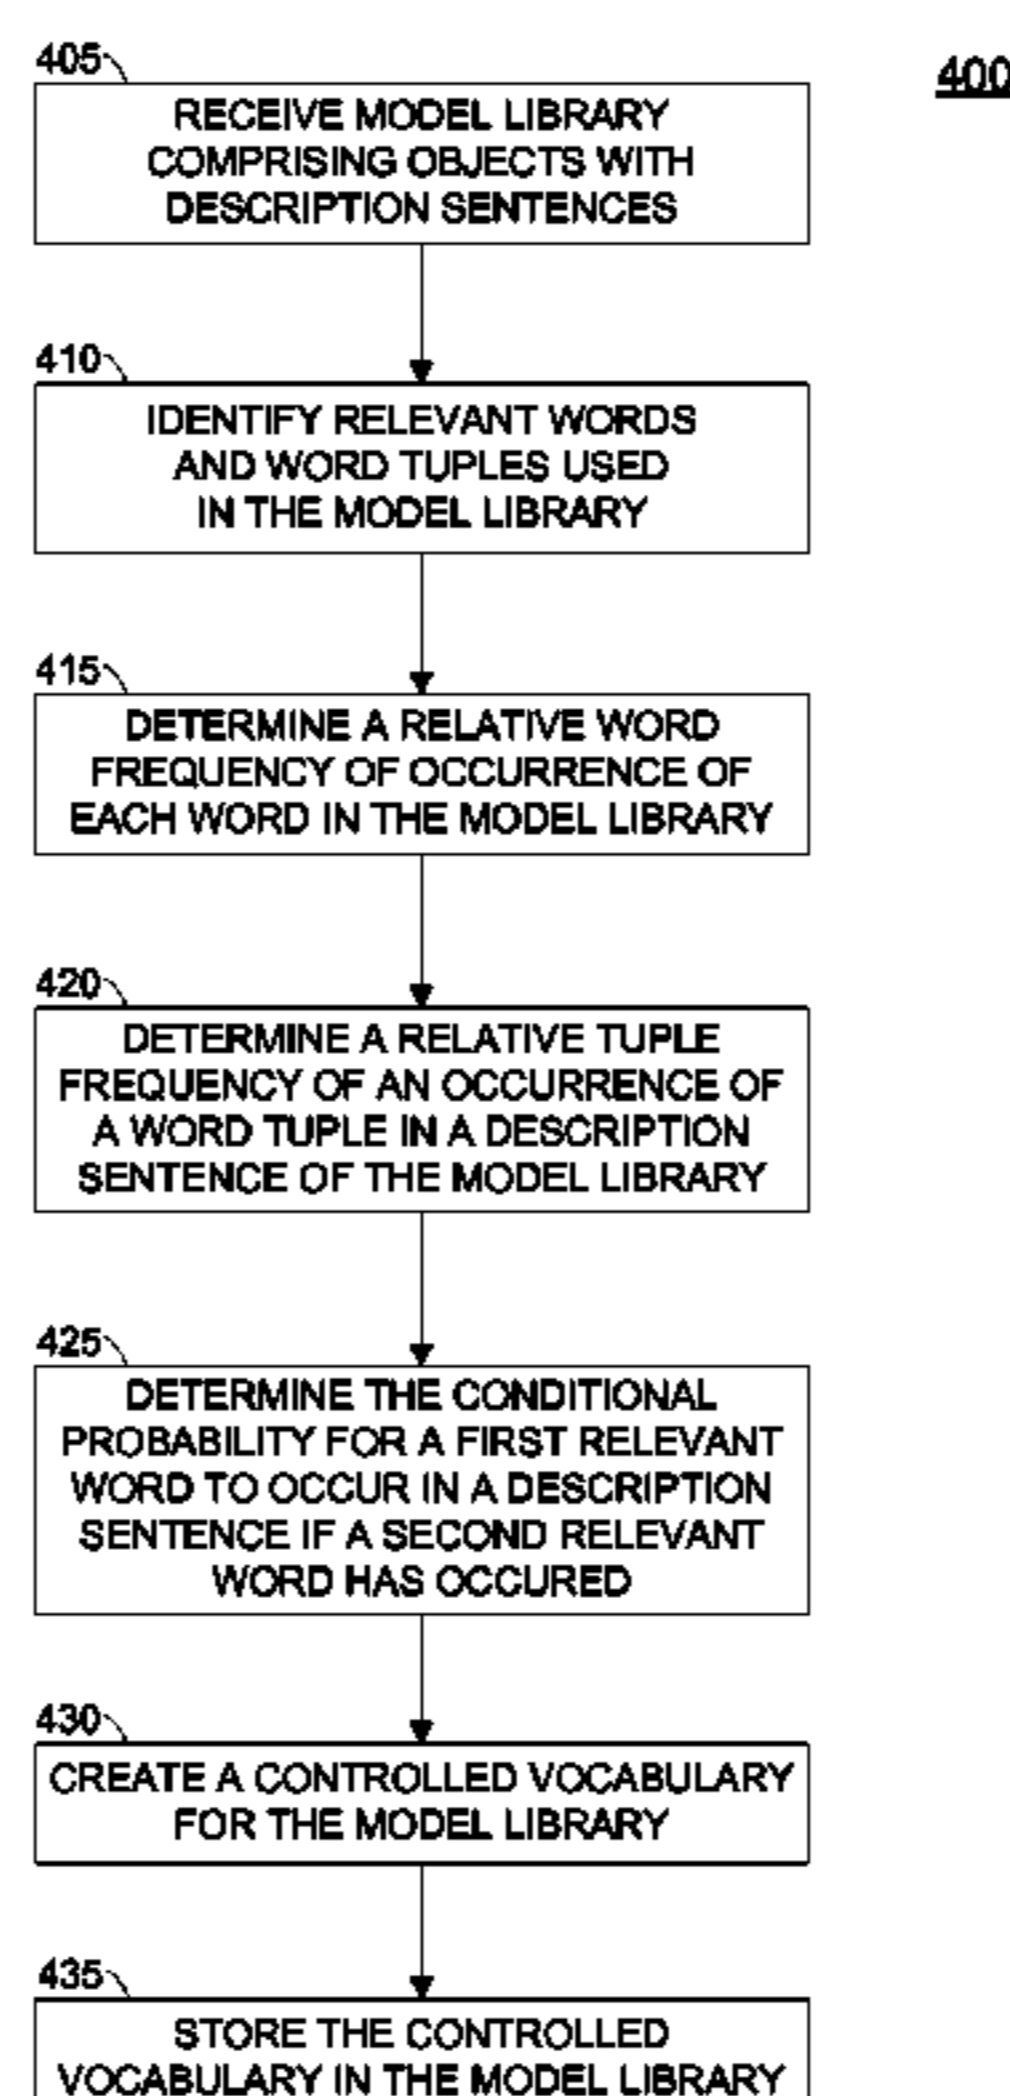 405
400
RECEIVE MODEL LIBRARY
COMPRISING OBJECTS WITH
DESCRIPTION SENTENCES
410
IDENTIFY RELEVANT WORDS
AND WORD TUPLES USED
IN THE MODEL LIBRARY
415
DETERMINE A RELATIVE WORD
FREQUENCY OF OCCURRENCE OF
EACH WORD IN THE MODEL LIBRARY
420
DETERMINE A RELATIVE TUPLE
FREQUENCY OF AN OCCURRENCE OF
A WORD TUPLE IN A DESCRIPTION
SENTENCE OF THE MODEL LIBRARY
425
DETERMINE THE CONDITIONAL
PROBABILITY FOR A FIRST RELEVANT
WORD TO OCCUR IN A DESCRIPTION
SENTENCE IF A SECOND RELEVANT
WORD HAS OCCURED
430
CREATE A CONTROLLED VOCABULARY
FOR THE MODEL LIBRARY
435
STORE THE CONTROLLED
VOCABULARY IN THE MODEL LIBRARY